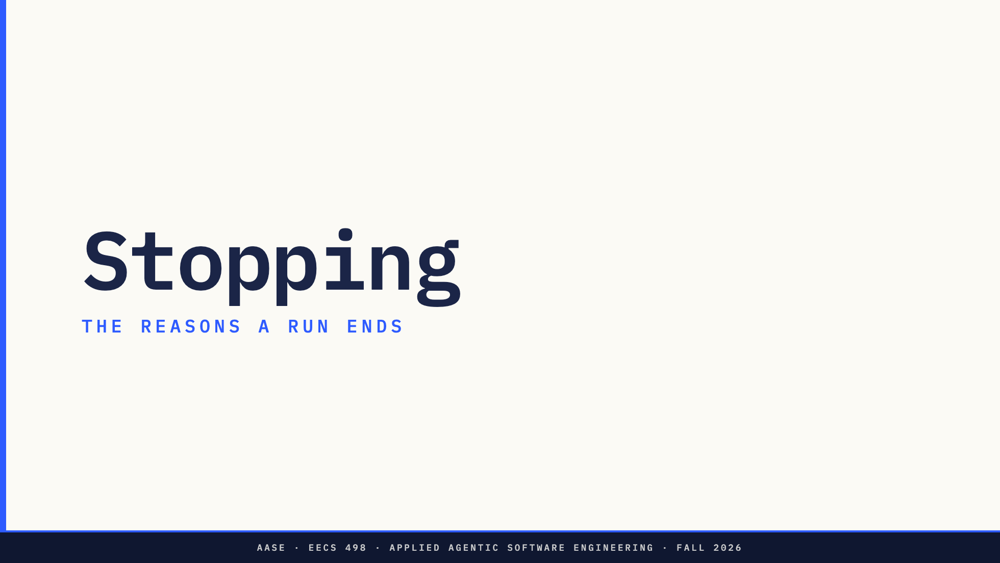 Stopping
THE REASONS A RUN ENDS
AASE · EECS 498 · APPLIED AGENTIC SOFTWARE ENGINEERING · FALL 2026